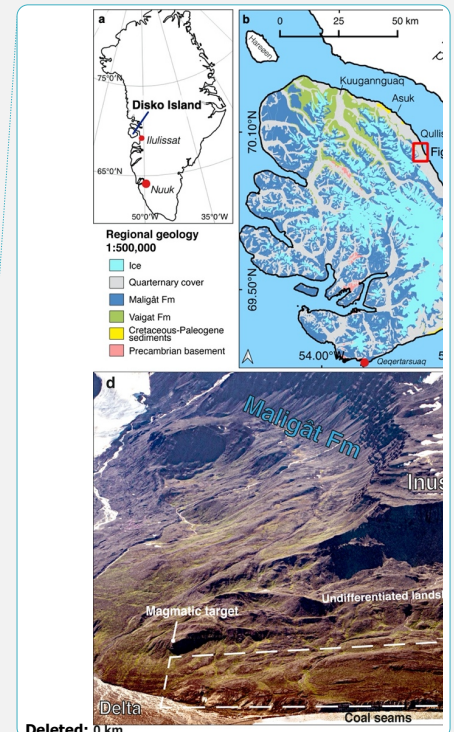 a
75°0'N
Disko Island
Ilulissat
65°0'N
Nuuk
50°0'W
35°0'W
Regional geology
1:500,000
Ice
Quarternary cover
Maligât Fm
Vaigat Fm
Cretaceous-Paleogene
sediments
Precambrian basement
b
0 25 50 km
Hareøen
Kuugannguaq
Asuk
Qullis
Fig
70.10°N
69.50°N
54.00°W
5
Qeqertarsuaq
d
Maligât Fm
Inus
Undifferentiated lands
Magmatic target
Delta
Coal seams
Deleted: 0 km